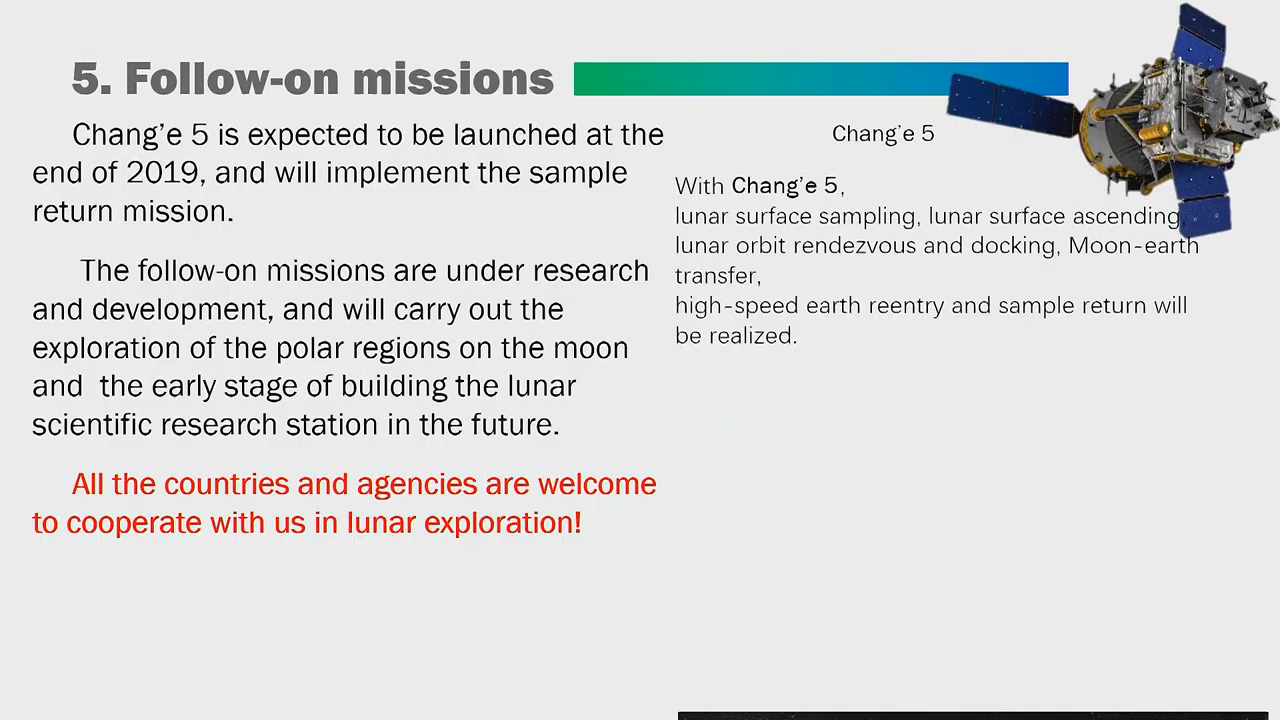 5. Follow-on missions
Chang’e 5 is expected to be launched at the
end of 2019, and will implement the sample
return mission.
The follow-on missions are under research
and development, and will carry out the
exploration of the polar regions on the moon
and the early stage of building the lunar
scientific research station in the future.
All the countries and agencies are welcome
to cooperate with us in lunar exploration!
Chang’e 5
With Chang’e 5,
lunar surface sampling, lunar surface ascending,
lunar orbit rendezvous and docking, Moon-earth
transfer,
high-speed earth reentry and sample return will
be realized.